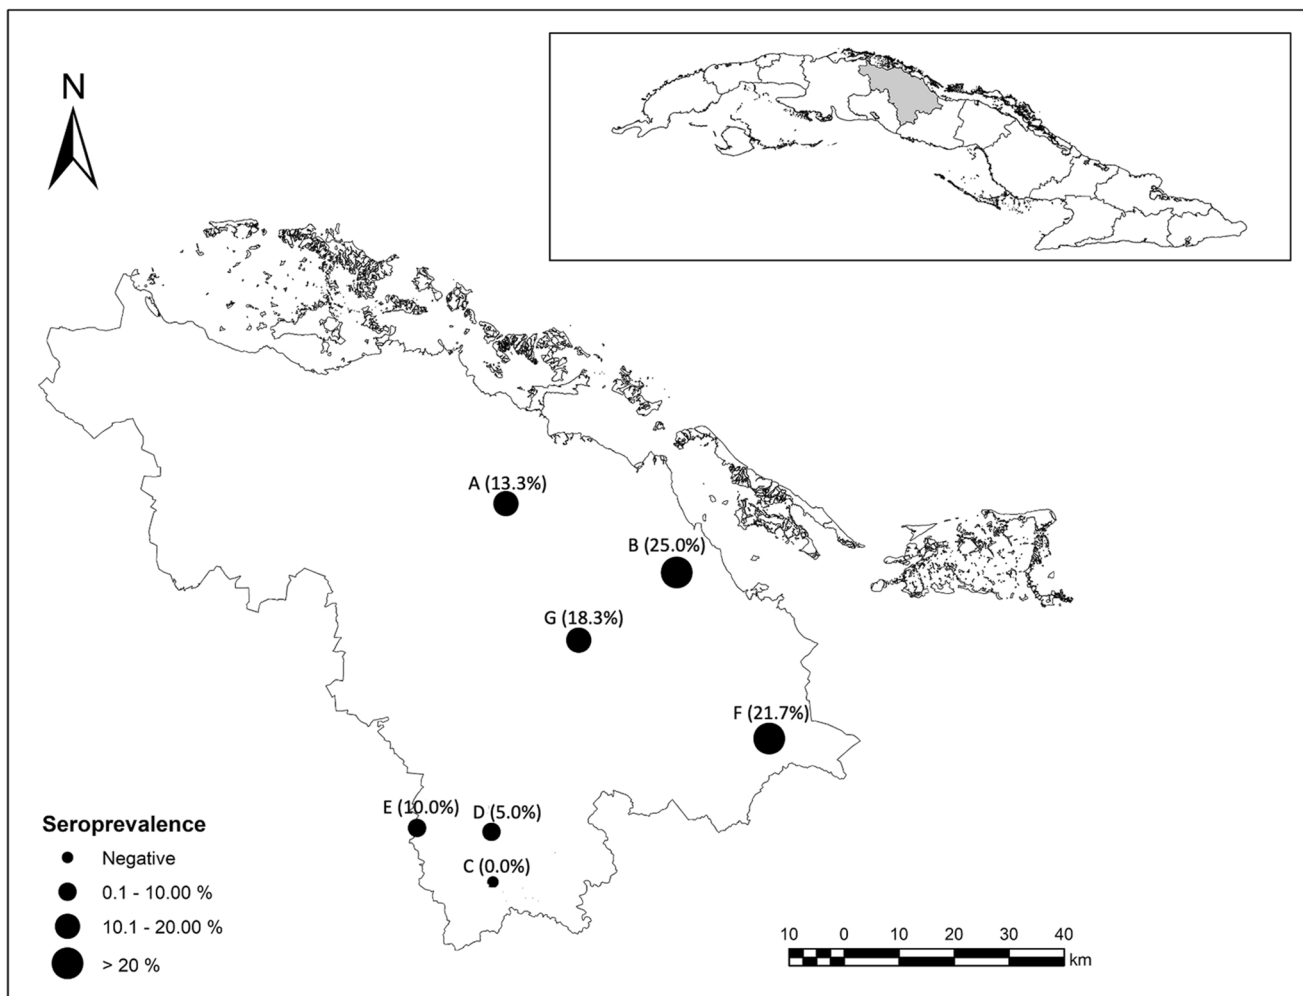 N
A (13.3%)
B (25.0%)
G (18.3%)
F (21.7%)
E (10.0%)
D (5.0%)
C (0.0%)
Seroprevalence
Negative
0.1 - 10.00 %
10.1 - 20.00 %
> 20 %
10 0 10 20 30 40
km